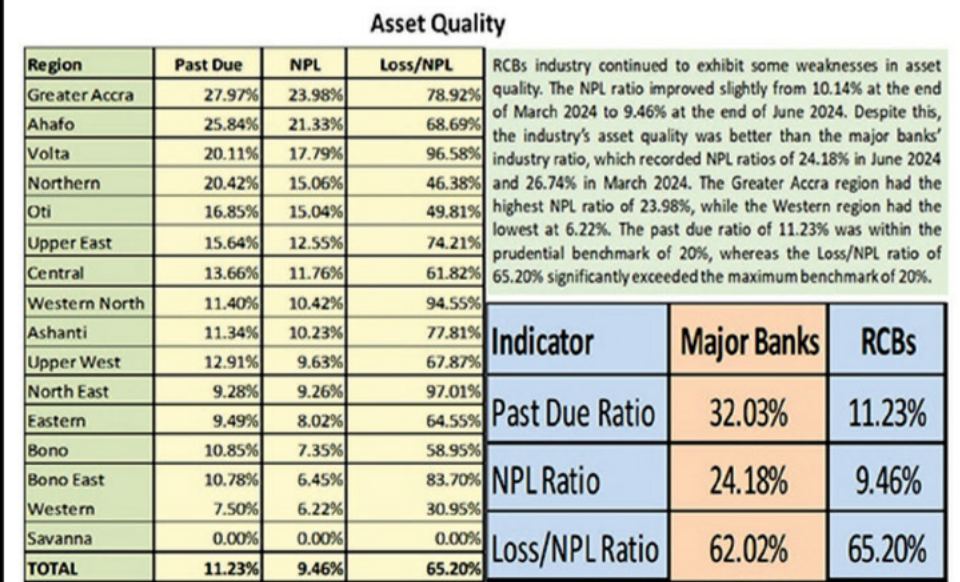 Asset Quality
Region Past Due NPL Loss/NPL
Greater Accra 27.97% 23.98% 78.92%
Ahafo 25.84% 21.33% 68.69%
Volta 20.11% 17.79% 96.58%
Northern 20.42% 15.06% 46.38%
Oti 16.85% 15.04% 49.81%
Upper East 15.64% 12.55% 74.21%
Central 13.66% 11.76% 61.82%
Western North 11.40% 10.42% 94.55%
Ashanti 11.34% 10.23% 77.81%
Upper West 12.91% 9.63% 67.87%
North East 9.28% 9.26% 97.01%
Eastern 9.49% 8.02% 64.55%
Bono 10.85% 7.35% 58.95%
Bono East 10.78% 6.45% 83.70%
Western 7.50% 6.22% 30.95%
Savanna 0.00% 0.00% 0.00%
TOTAL 11.23% 9.46% 65.20%
RCBs industry continued to exhibit some weaknesses in asset
quality. The NPL ratio improved slightly from 10.14% at the end
of March 2024 to 9.46% at the end of June 2024. Despite this,
the industry's asset quality was better than the major banks'
industry ratio, which recorded NPL ratios of 24.18% in June 2024
and 26.74% in March 2024. The Greater Accra region had the
highest NPL ratio of 23.98%, while the Western region had the
lowest at 6.22%. The past due ratio of 11.23% was within the
prudential benchmark of 20%, whereas the Loss/NPL ratio of
65.20% significantly exceeded the maximum benchmark of 20%.
Indicator Major Banks RCBs
Past Due Ratio 32.03% 11.23%
NPL Ratio 24.18% 9.46%
Loss/NPL Ratio 62.02% 65.20%